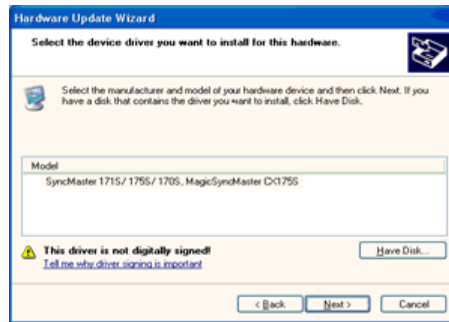 Hardware Update Wizard
Select the device driver you want to install for this hardware.
Select the manufacturer and model of your hardware device and then click Next. If you
have a disk that contains the driver you want to install, click Have Disk.
Model
SyncMaster 171S/ 175S/ 170S, MagicSyncMaster CX175S
This driver is not digitally signed!
Tell me why driver signing is important
Have Disk...
< Back
Next >
Cancel